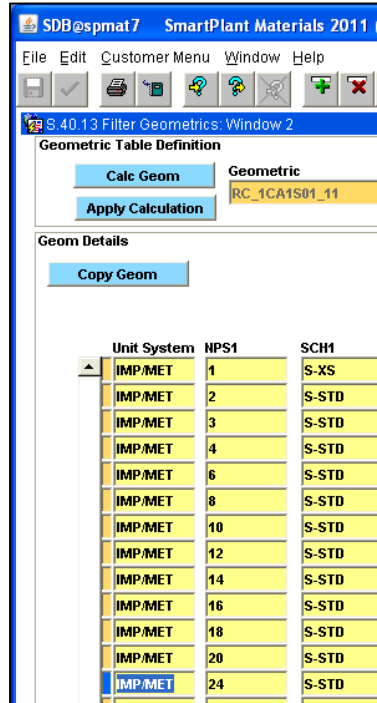 SDB@spmat7 SmartPlant Materials 2011
File Edit Customer Menu Window Help
S.40.13 Filter Geometrics: Window 2
Geometric Table Definition
Calc Geom Geometric
RC_1CA1S01_11
Apply Calculation
Geom Details
Copy Geom
Unit System NPS1 SCH1
IMP/MET 1 S-XS
IMP/MET 2 S-STD
IMP/MET 3 S-STD
IMP/MET 4 S-STD
IMP/MET 6 S-STD
IMP/MET 8 S-STD
IMP/MET 10 S-STD
IMP/MET 12 S-STD
IMP/MET 14 S-STD
IMP/MET 16 S-STD
IMP/MET 18 S-STD
IMP/MET 20 S-STD
IMP/MET 24 S-STD